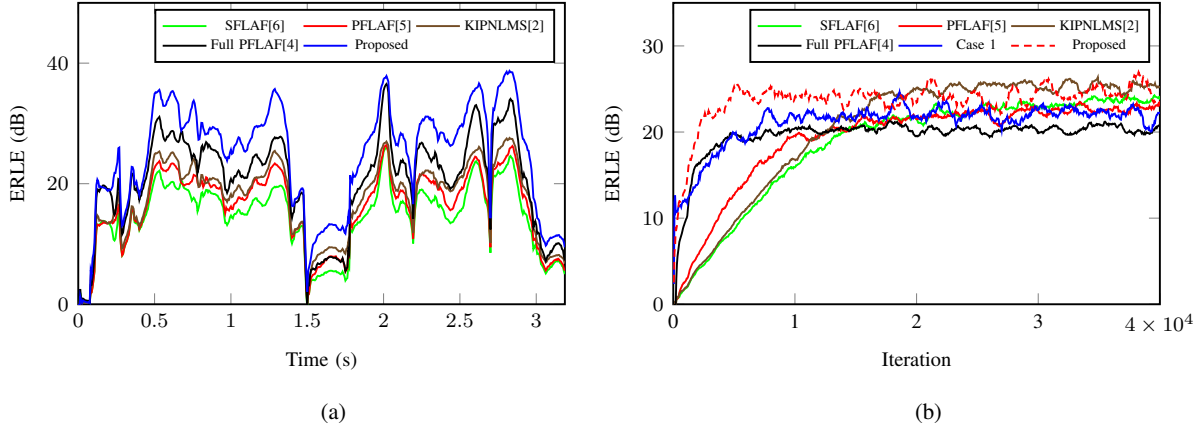 SFLAF[6] PFLAF[5] KIPNLMS[2]
Full PFLAF[4] Proposed
ERLE (dB)
0
20
40
0 0.5 1 1.5 2 2.5 3
Time (s)
(a)
SFLAF[6] PFLAF[5] KIPNLMS[2]
Full PFLAF[4] Case 1 Proposed
ERLE (dB)
0
10
20
30
0 1 2 3 4 × 10⁴
Iteration
(b)